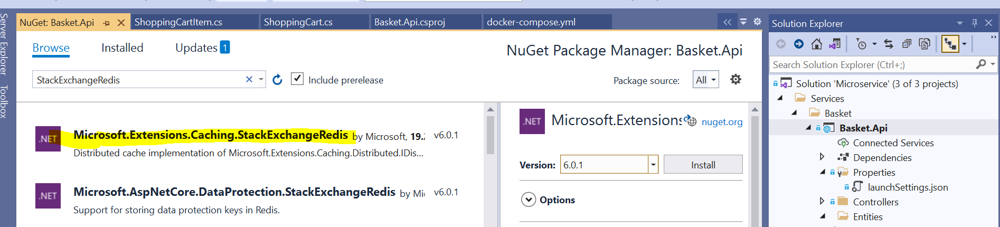 Server Explorer
Toolbox
NuGet: Basket.Api
ShoppingCartItem.cs
ShoppingCart.cs
Basket.Api.csproj
docker-compose.yml
Browse
Installed
Updates 1
NuGet Package Manager: Basket.Api
StackExchangeRedis
Include prerelease
Package source: All
.NET
Microsoft.Extensions.Caching.StackExchangeRedis by Microsoft, 19.2 v6.0.1
Distributed cache implementation of Microsoft.Extensions.Caching.Distributed.IDis...
.NET
Microsoft.AspNetCore.DataProtection.StackExchangeRedis by Mic v6.0.1
Support for storing data protection keys in Redis.
.NET
Microsoft.Extensions nuget.org
Version: 6.0.1 Install
Options
Solution Explorer
Search Solution Explorer (Ctrl+;)
Solution 'Microservice' (3 of 3 projects)
Services
Basket
Basket.Api
Connected Services
Dependencies
Properties
launchSettings.json
Controllers
Entities